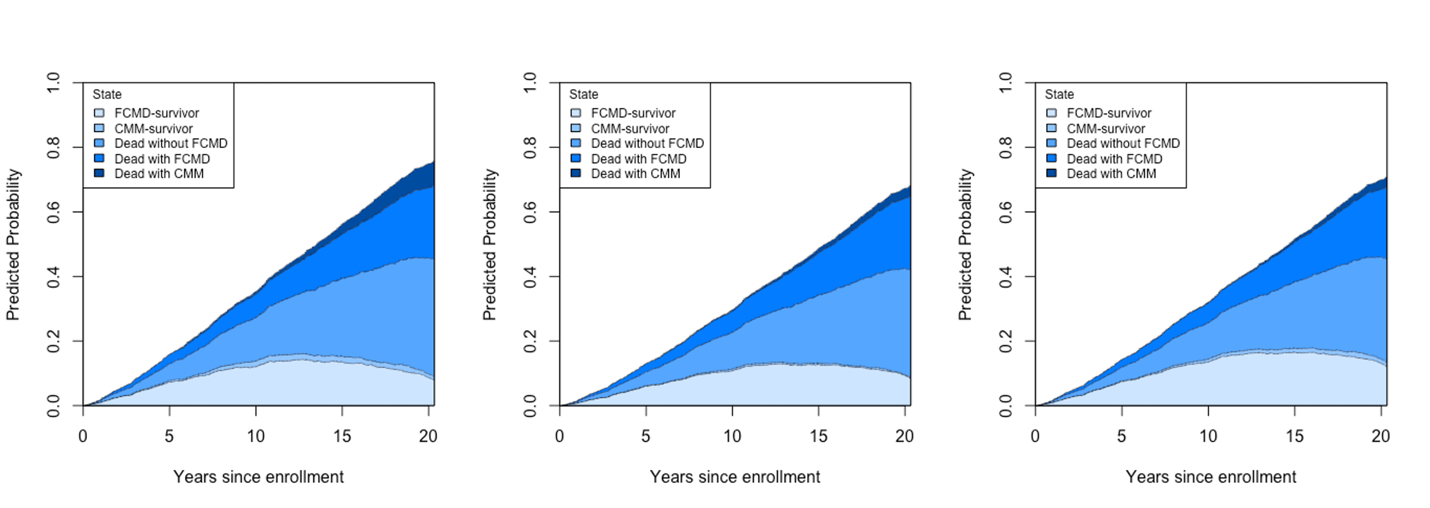 Predicted Probability
1.0
0.8
0.6
0.4
0.2
0.0
State
FCMD-survivor
CMM-survivor
Dead without FCMD
Dead with FCMD
Dead with CMM
0 5 10 15 20
Years since enrollment
Predicted Probability
1.0
0.8
0.6
0.4
0.2
0.0
State
FCMD-survivor
CMM-survivor
Dead without FCMD
Dead with FCMD
Dead with CMM
0 5 10 15 20
Years since enrollment
Predicted Probability
1.0
0.8
0.6
0.4
0.2
0.0
State
FCMD-survivor
CMM-survivor
Dead without FCMD
Dead with FCMD
Dead with CMM
0 5 10 15 20
Years since enrollment